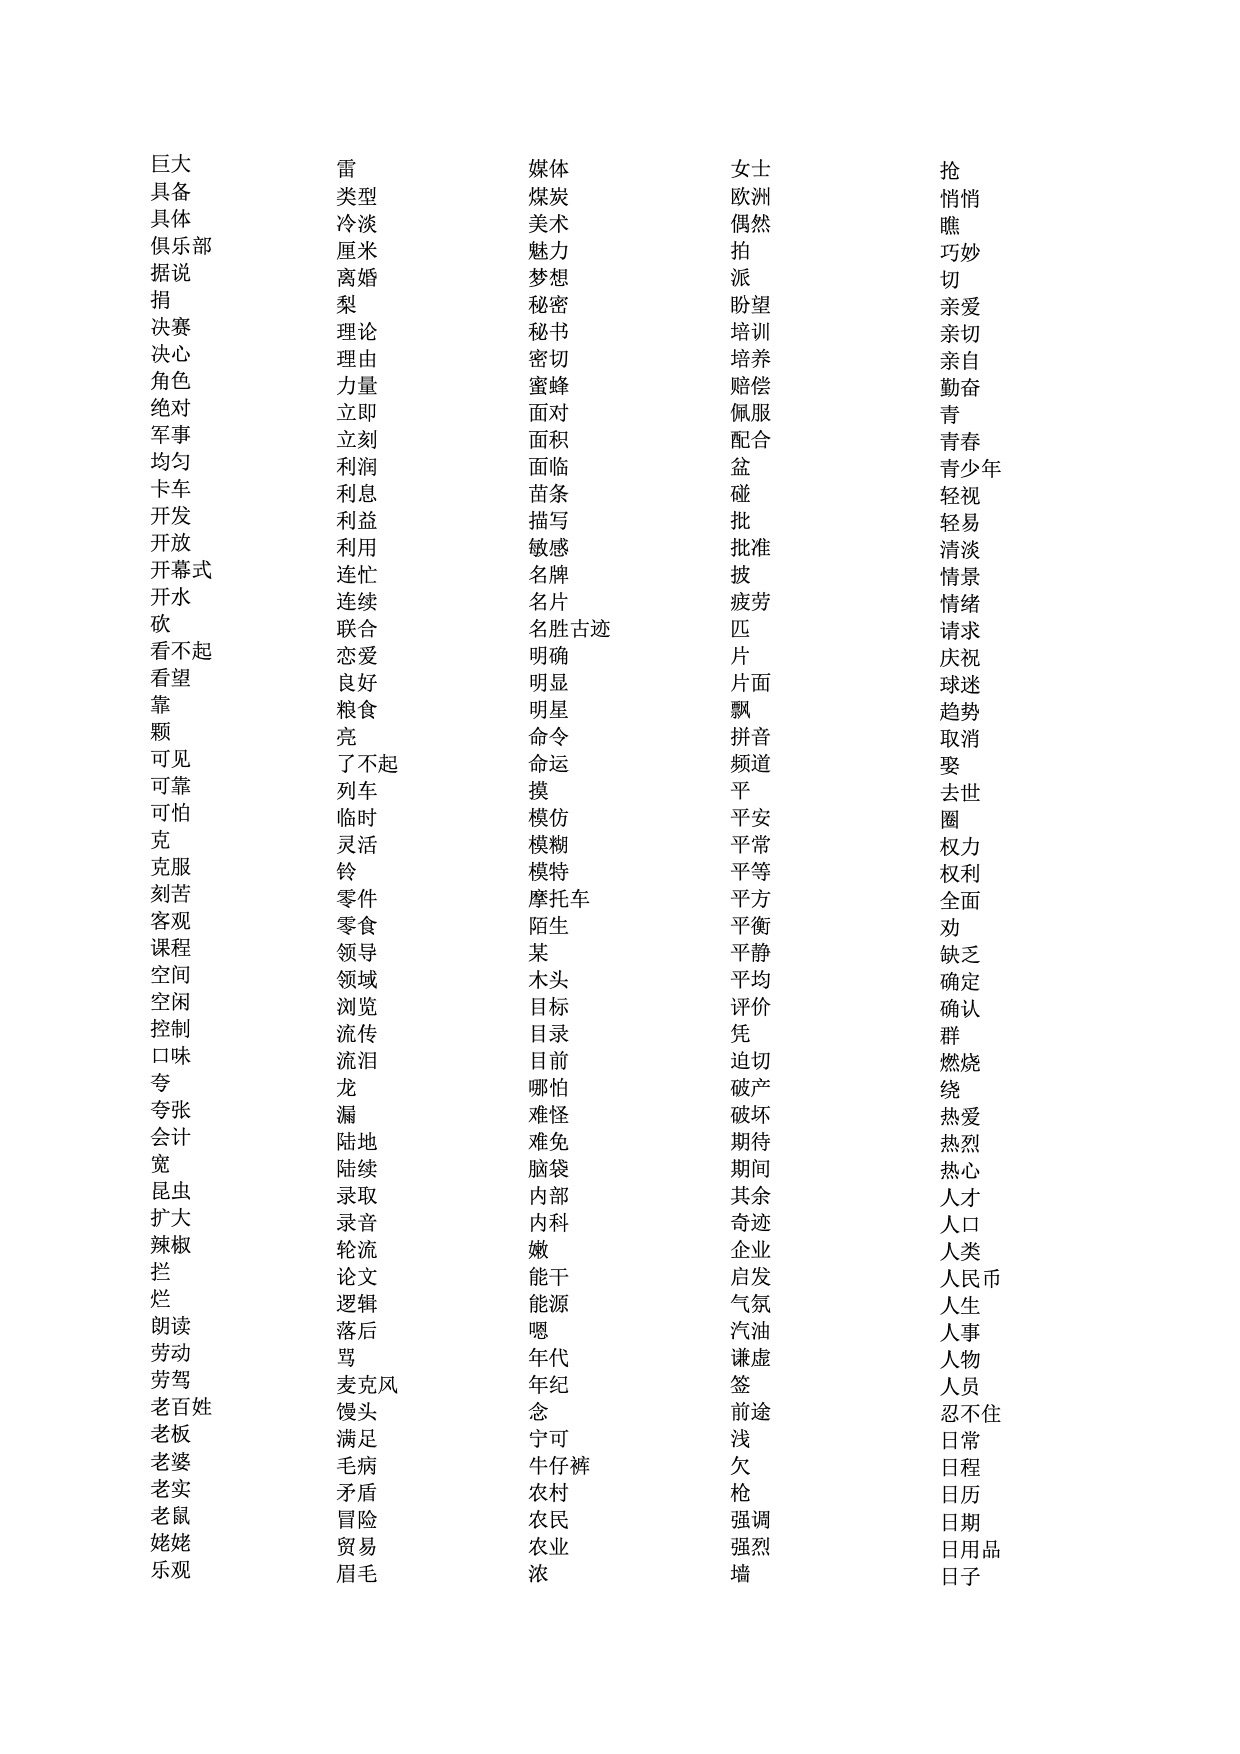 巨大
具备
具体
俱乐部
据说
捐
决赛
决心
角色
绝对
军事
均匀
卡车
开发
开放
开幕式
开水
砍
看不起
看望
靠
颗
可见
可靠
可怕
克
克服
刻苦
客观
课程
空间
空闲
控制
口味
夸
夸张
会计
宽
昆虫
扩大
辣椒
拦
烂
朗读
劳动
劳驾
老百姓
老板
老婆
老实
老鼠
姥姥
乐观
雷
类型
冷淡
厘米
离婚
梨
理论
理由
力量
立即
立刻
利润
利息
利益
利用
连忙
连续
联合
恋爱
良好
粮食
亮
了不起
列车
临时
灵活
铃
零件
零食
领导
领域
浏览
流传
流泪
龙
漏
陆地
陆续
录取
录音
轮流
论文
逻辑
落后
骂
麦克风
馒头
满足
毛病
矛盾
冒险
贸易
眉毛
媒体
煤炭
美术
魅力
梦想
秘密
秘书
密切
蜜蜂
面对
面积
面临
苗条
描写
敏感
名牌
名片
名胜古迹
明确
明显
明星
命令
命运
摸
模仿
模糊
模特
摩托车
陌生
某
木头
目标
目录
目前
哪怕
难怪
难免
脑袋
内部
内科
嫩
能干
能源
嗯
年代
年纪
念
宁可
牛仔裤
农村
农民
农业
浓
女士
欧洲
偶然
拍
派
盼望
培训
培养
赔偿
佩服
配合
盆
碰
批
批准
披
疲劳
匹
片
片面
飘
拼音
频道
平
平安
平常
平等
平方
平衡
平静
平均
评价
凭
迫切
破产
破坏
期待
期间
其余
奇迹
企业
启发
气氛
汽油
谦虚
签
前途
浅
欠
枪
强调
强烈
墙
抢
悄悄
瞧
巧妙
切
亲爱
亲切
亲自
勤奋
青
青春
青少年
轻视
轻易
清淡
情景
情绪
请求
庆祝
球迷
趋势
取消
娶
去世
圈
权力
权利
全面
劝
缺乏
确定
确认
群
燃烧
绕
热爱
热烈
热心
人才
人口
人类
人民币
人生
人事
人物
人员
忍不住
日常
日程
日历
日期
日用品
日子